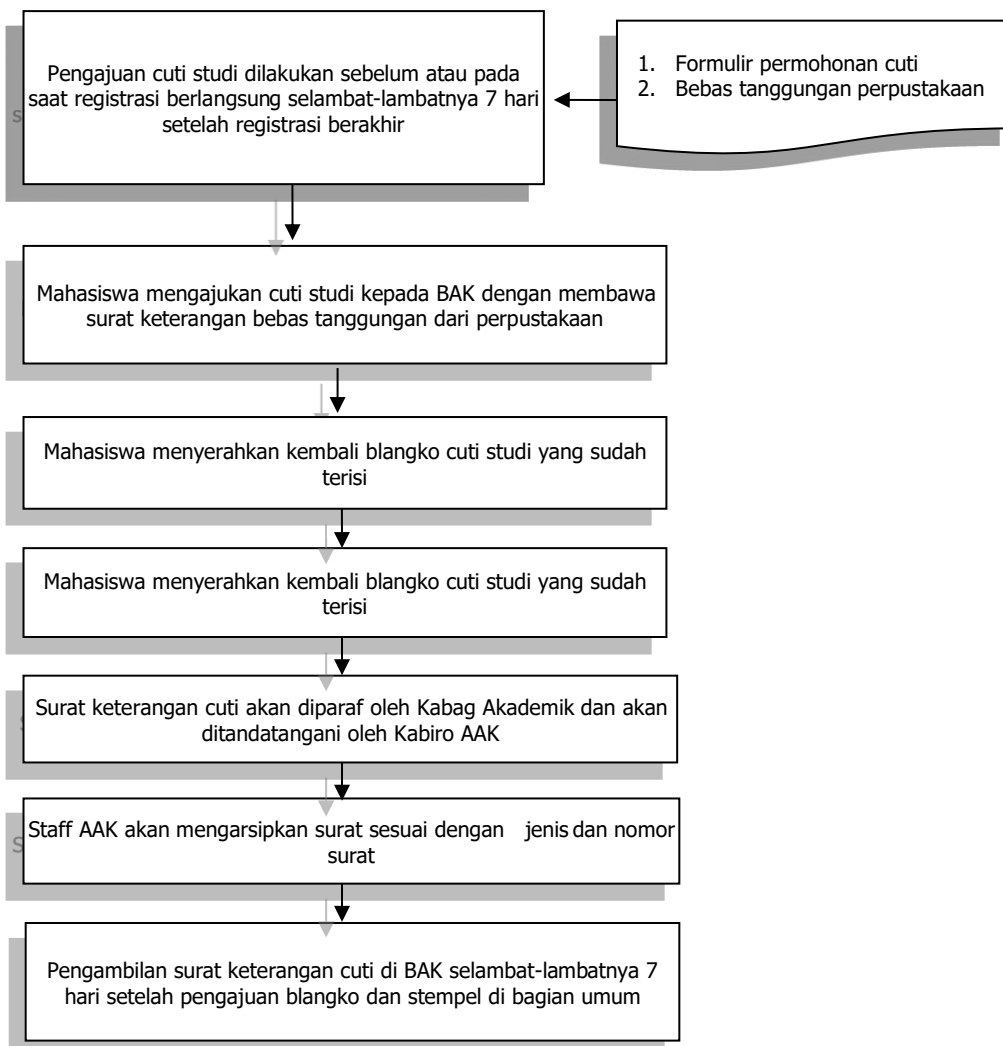 Pengajuan cuti studi dilakukan sebelum atau pada
saat registrasi berlangsung selambat-lambatnya 7 hari
setelah registrasi berakhir
1. Formulir permohonan cuti
2. Bebas tanggungan perpustakaan
Mahasiswa mengajukan cuti studi kepada BAK dengan membawa
surat keterangan bebas tanggungan dari perpustakaan
Mahasiswa menyerahkan kembali blangko cuti studi yang sudah
terisi
Mahasiswa menyerahkan kembali blangko cuti studi yang sudah
terisi
Surat keterangan cuti akan diparaf oleh Kabag Akademik dan akan
ditandatangani oleh Kabiro AAK
Staff AAK akan mengarsipkan surat sesuai dengan jenis dan nomor
surat
Pengambilan surat keterangan cuti di BAK selambat-lambatnya 7
hari setelah pengajuan blangko dan stempel di bagian umum